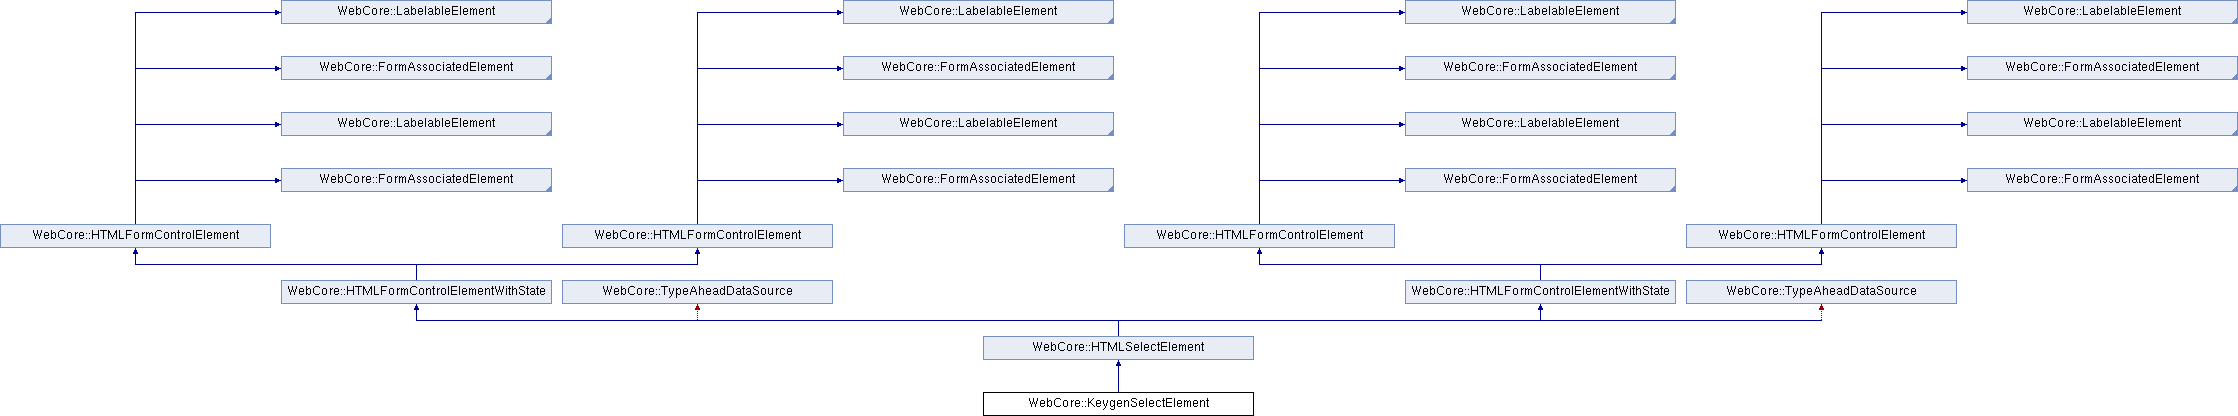 WebCore::LabelableElement WebCore::LabelableElement WebCore::LabelableElement WebCore::LabelableElement
WebCore::FormAssociatedElement WebCore::FormAssociatedElement WebCore::FormAssociatedElement WebCore::FormAssociatedElement
WebCore::LabelableElement WebCore::LabelableElement WebCore::LabelableElement WebCore::LabelableElement
WebCore::FormAssociatedElement WebCore::FormAssociatedElement WebCore::FormAssociatedElement WebCore::FormAssociatedElement
WebCore::HTMLFormControlElement WebCore::HTMLFormControlElement WebCore::HTMLFormControlElement WebCore::HTMLFormControlElement
WebCore::HTMLFormControlElementWithState WebCore::TypeAheadDataSource WebCore::HTMLFormControlElementWithState WebCore::TypeAheadDataSource
WebCore::HTMLSelectElement
WebCore::KeygenSelectElement